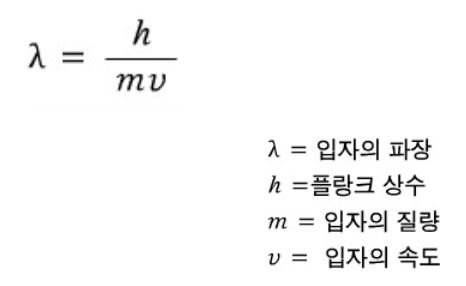 λ = h / mv
λ = 입자의 파장
h =플랑크 상수
m = 입자의 질량
v = 입자의 속도